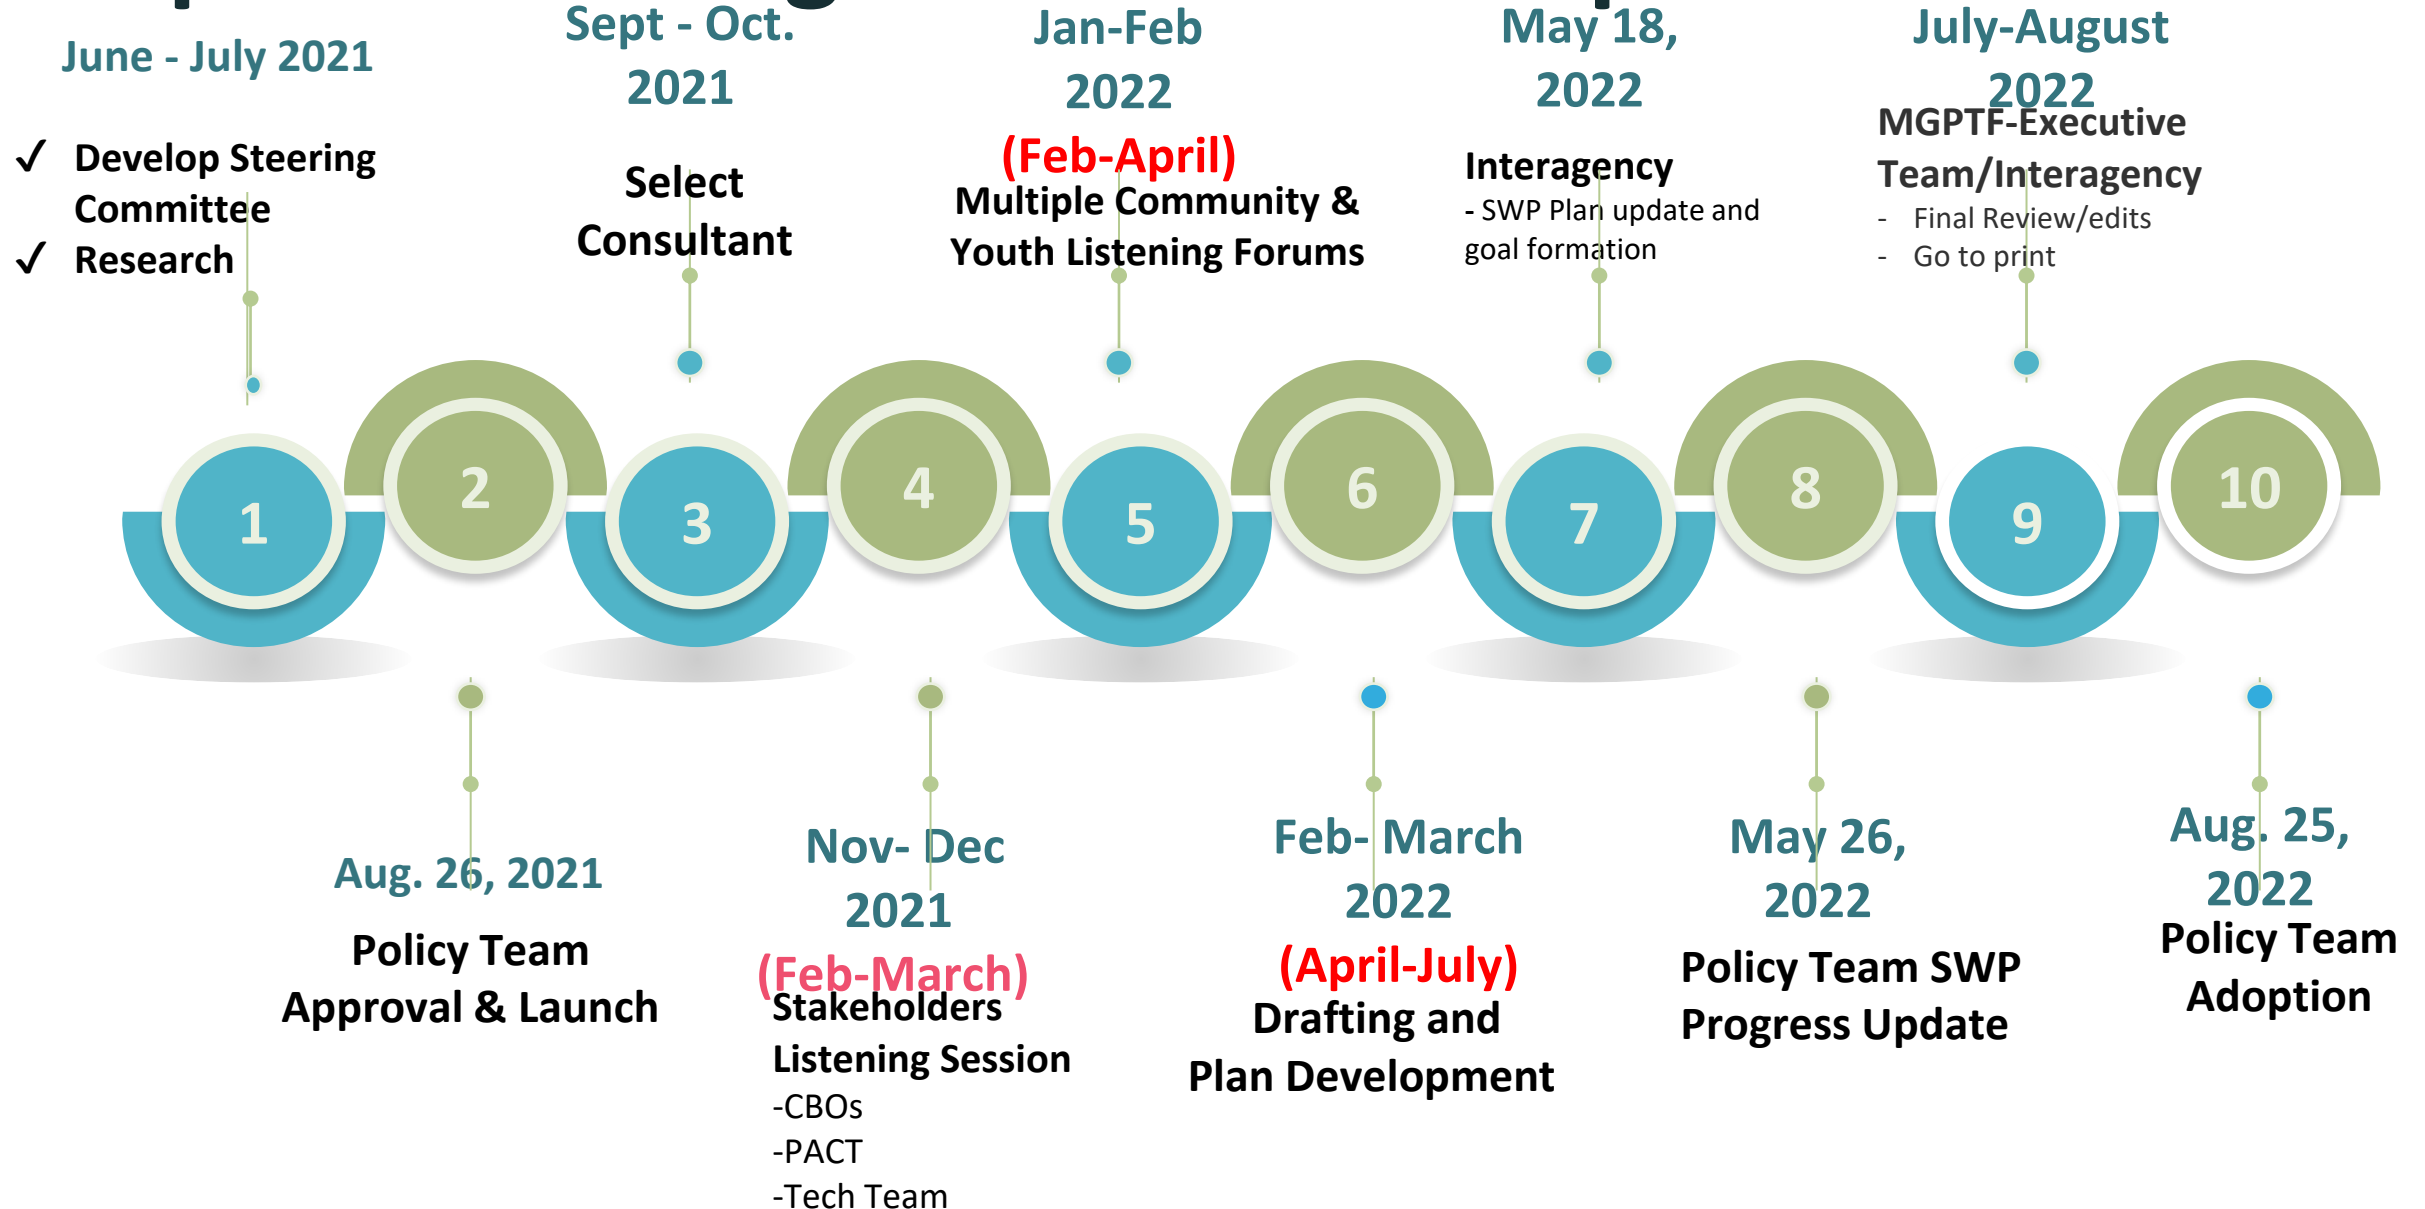 June - July 2021
✓ Develop Steering
Committee
✓ Research
Sept - Oct.
2021
Select
Consultant
Jan-Feb
2022
(Feb-April)
Multiple Community &
Youth Listening Forums
May 18,
2022
Interagency
- SWP Plan update and
goal formation
July-August
2022
MGPTF-Executive
Team/Interagency
- Final Review/edits
- Go to print
1
2
3
4
5
6
7
8
9
10
Aug. 26, 2021
Policy Team
Approval & Launch
Nov- Dec
2021
(Feb-March)
Stakeholders
Listening Session
-CBOs
-PACT
-Tech Team
Feb- March
2022
(April-July)
Drafting and
Plan Development
May 26,
2022
Policy Team SWP
Progress Update
Aug. 25,
2022
Policy Team
Adoption